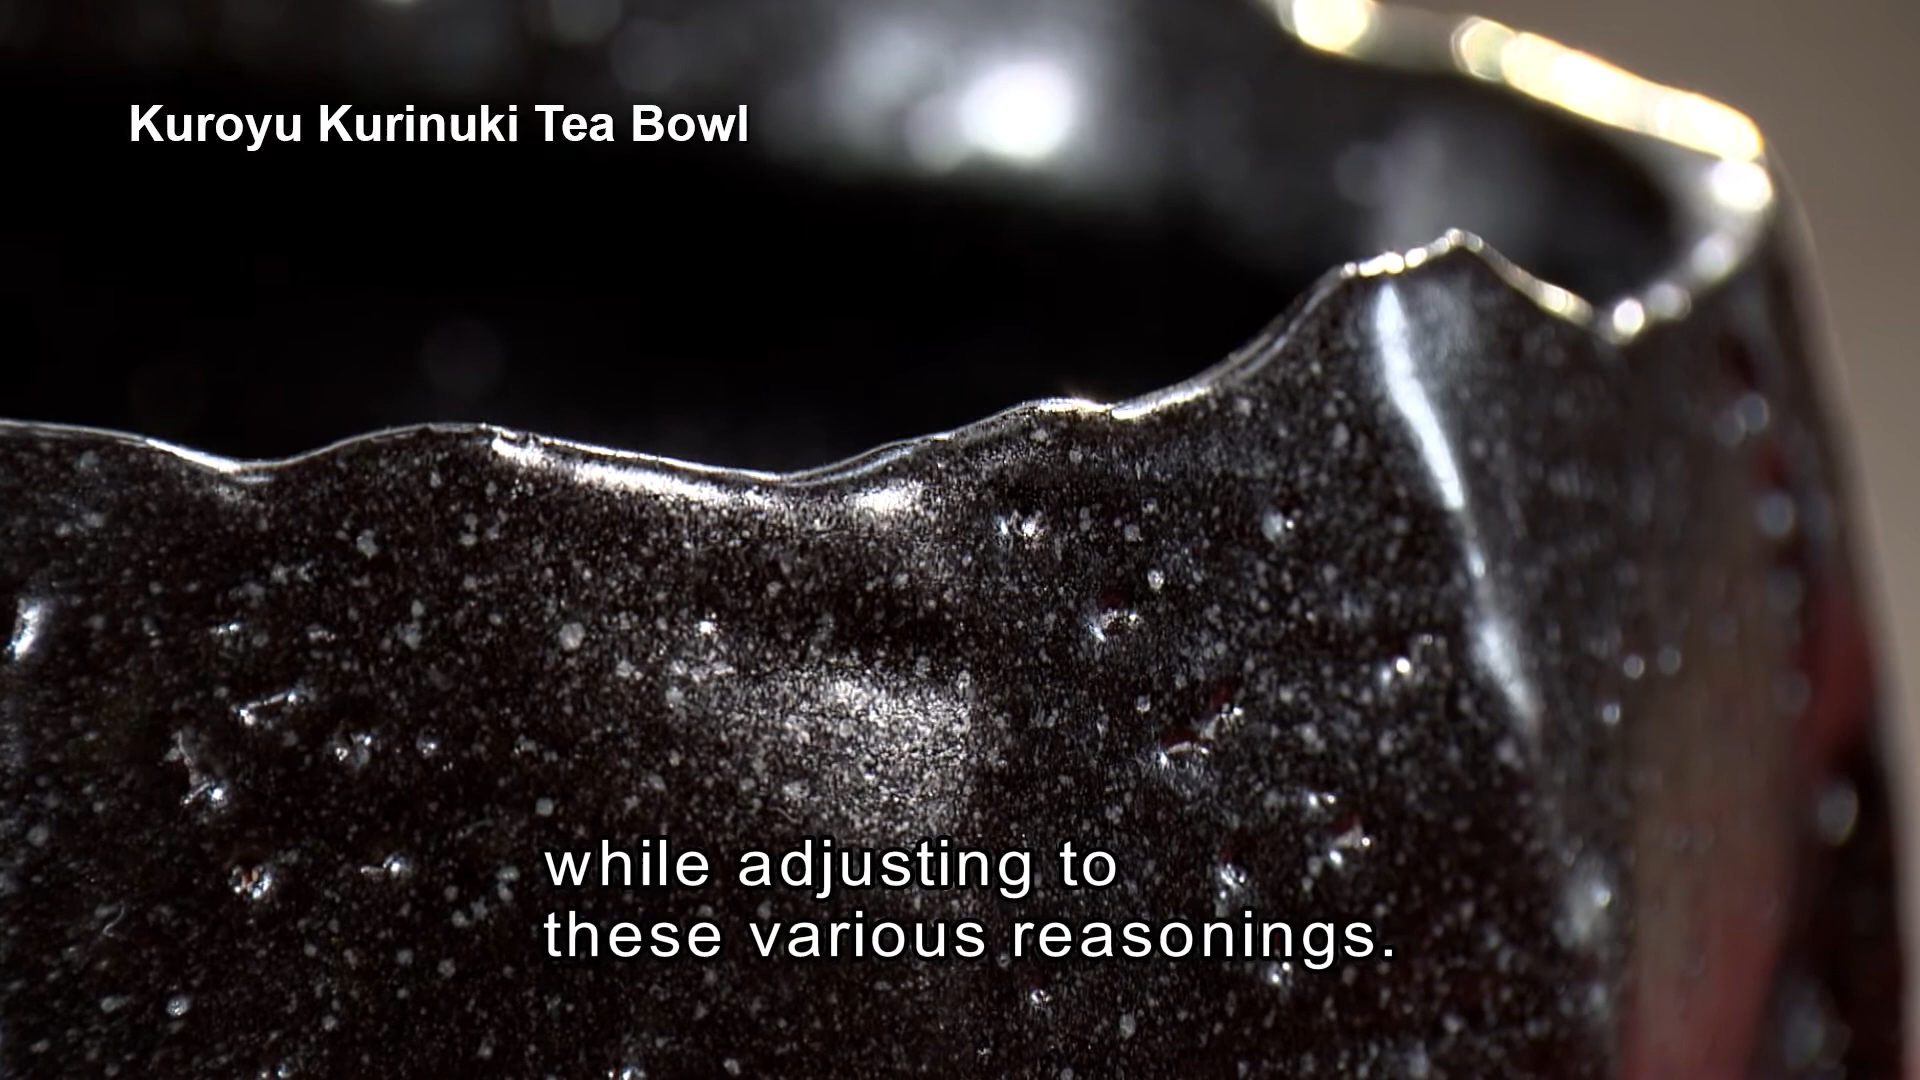 Kuroyu Kurinuki Tea Bowl
while adjusting to
these various reasonings.